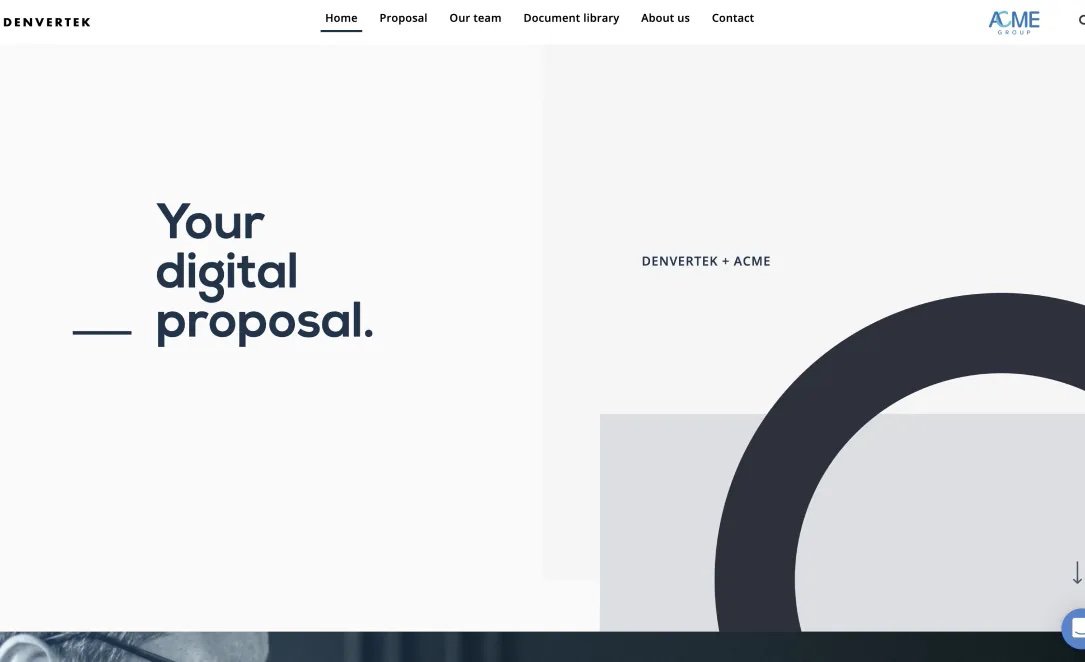 DENVERTEK
Home Proposal Our team Document library About us Contact
ACME
GROUP
Your
digital
proposal.
DENVERTEK + ACME